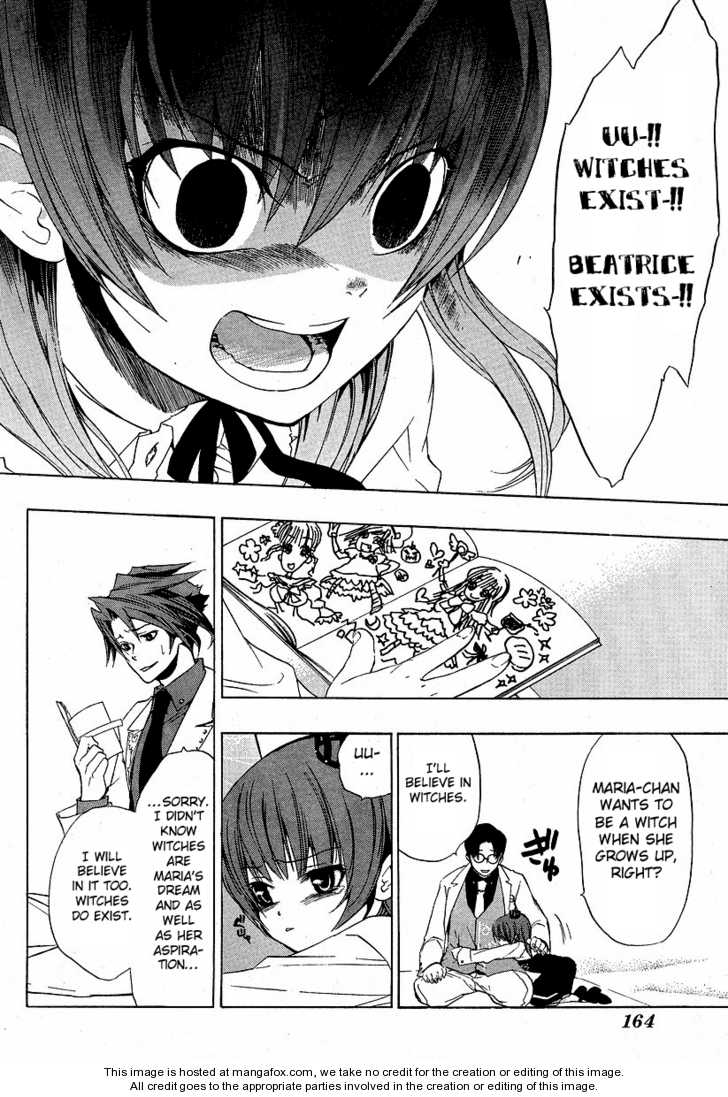 UU-!!
WITCHES
EXIST-!!
BEATRICE
EXISTS-!!
MARIA-CHAN
WANTS TO
BE A WITCH
WHEN SHE
GROWS UP,
RIGHT?
I'LL
BELIEVE IN
WITCHES.
UU-
...
...SORRY.
I DIDN'T
KNOW
WITCHES
ARE
MARIA'S
DREAM
AND AS
WELL
AS HER
ASPIRA-
TION...
I WILL
BELIEVE
IN IT TOO.
WITCHES
DO EXIST.
164
This image is hosted at mangafox.com, we take no credit for the creation or editing of this image.
All credit goes to the appropriate parties involved in the creation or editing of this image.